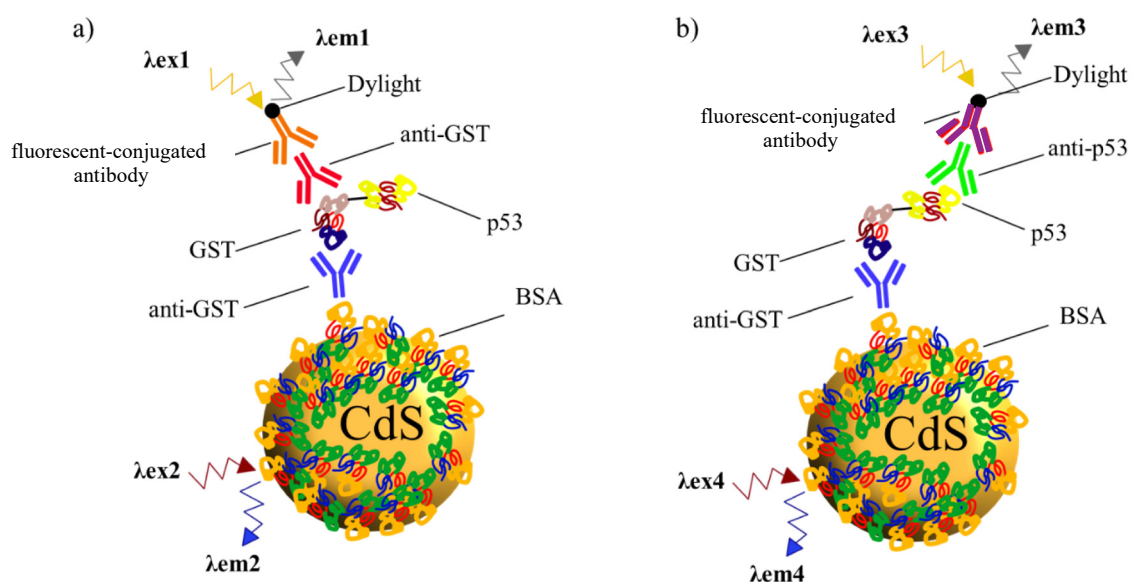 a)
λem1
λex1
Dylight
anti-GST
fluorescent-conjugated
antibody
p53
GST
anti-GST
BSA
CdS
λex2
λem2
b)
λex3
λem3
Dylight
fluorescent-conjugated
antibody
anti-p53
p53
GST
anti-GST
BSA
CdS
λex4
λem4